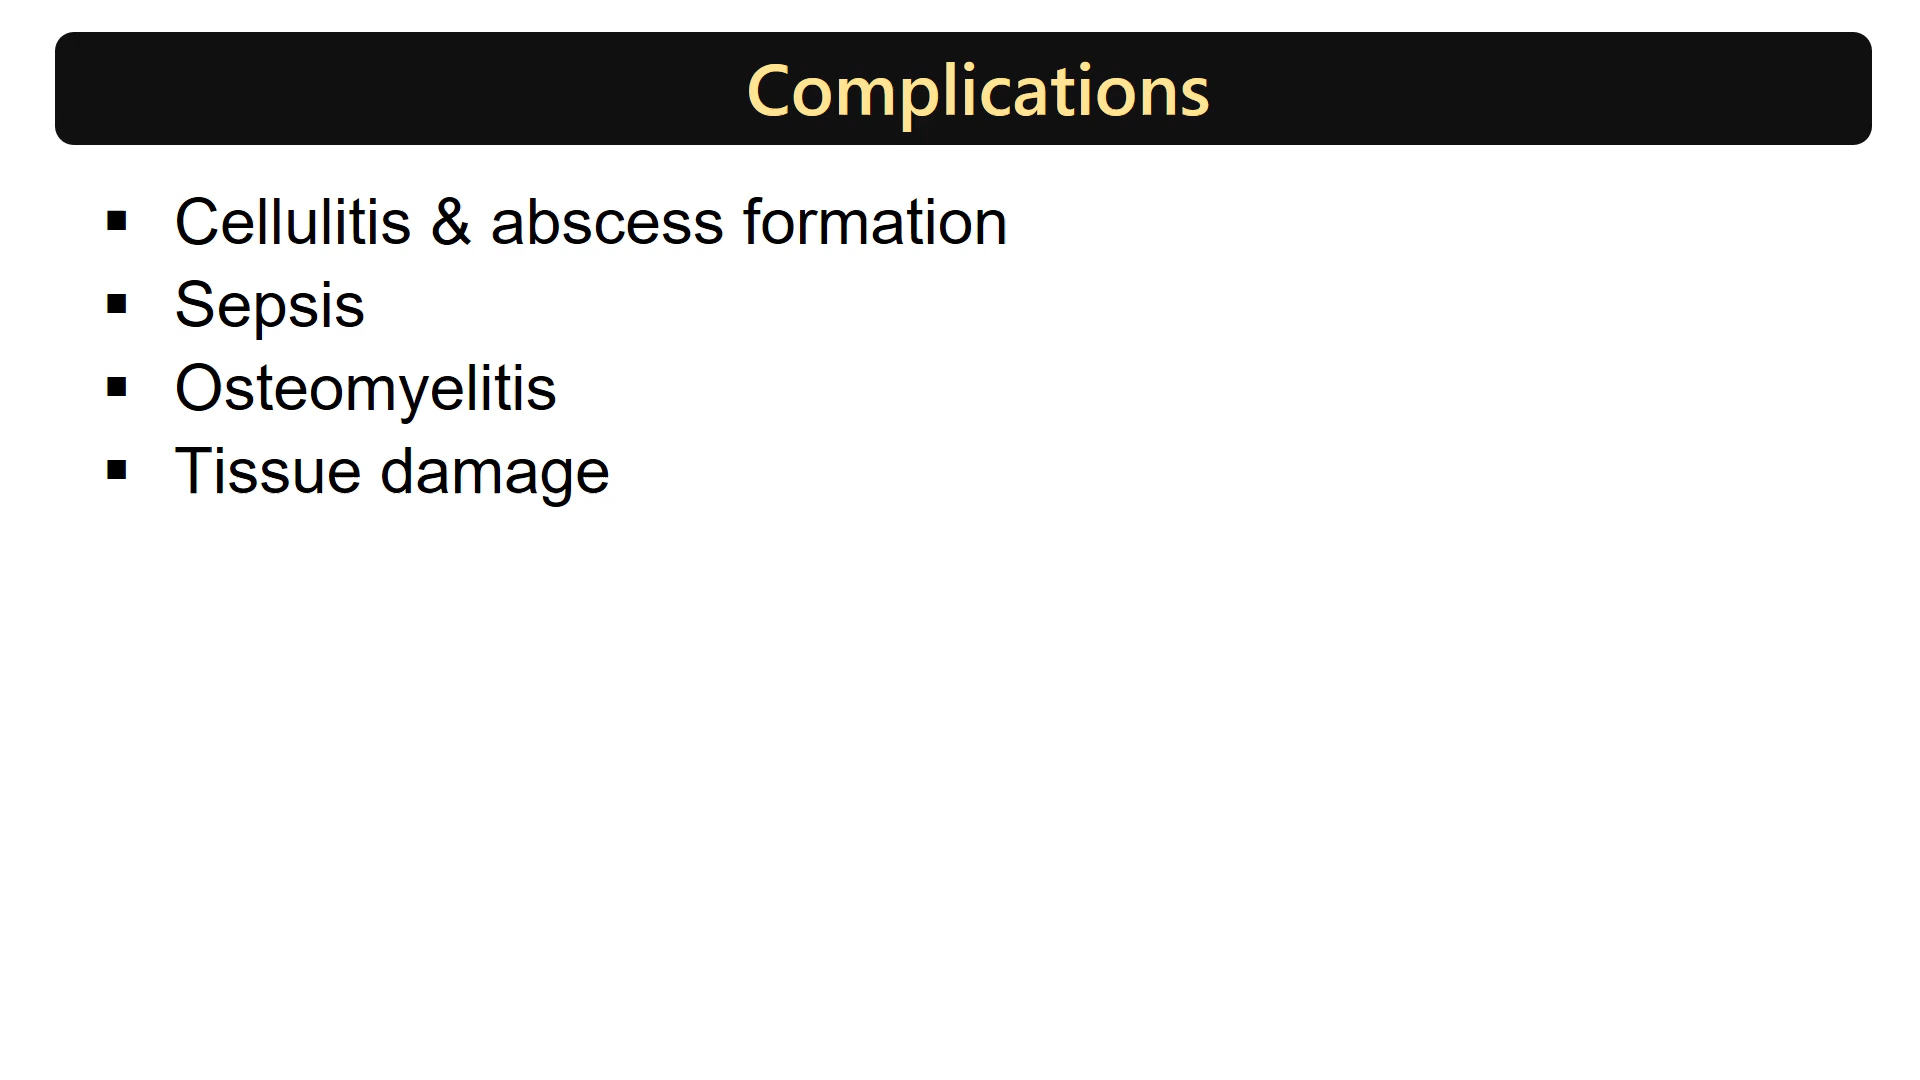 Complications
▪ Cellulitis & abscess formation
▪ Sepsis
▪ Osteomyelitis
▪ Tissue damage